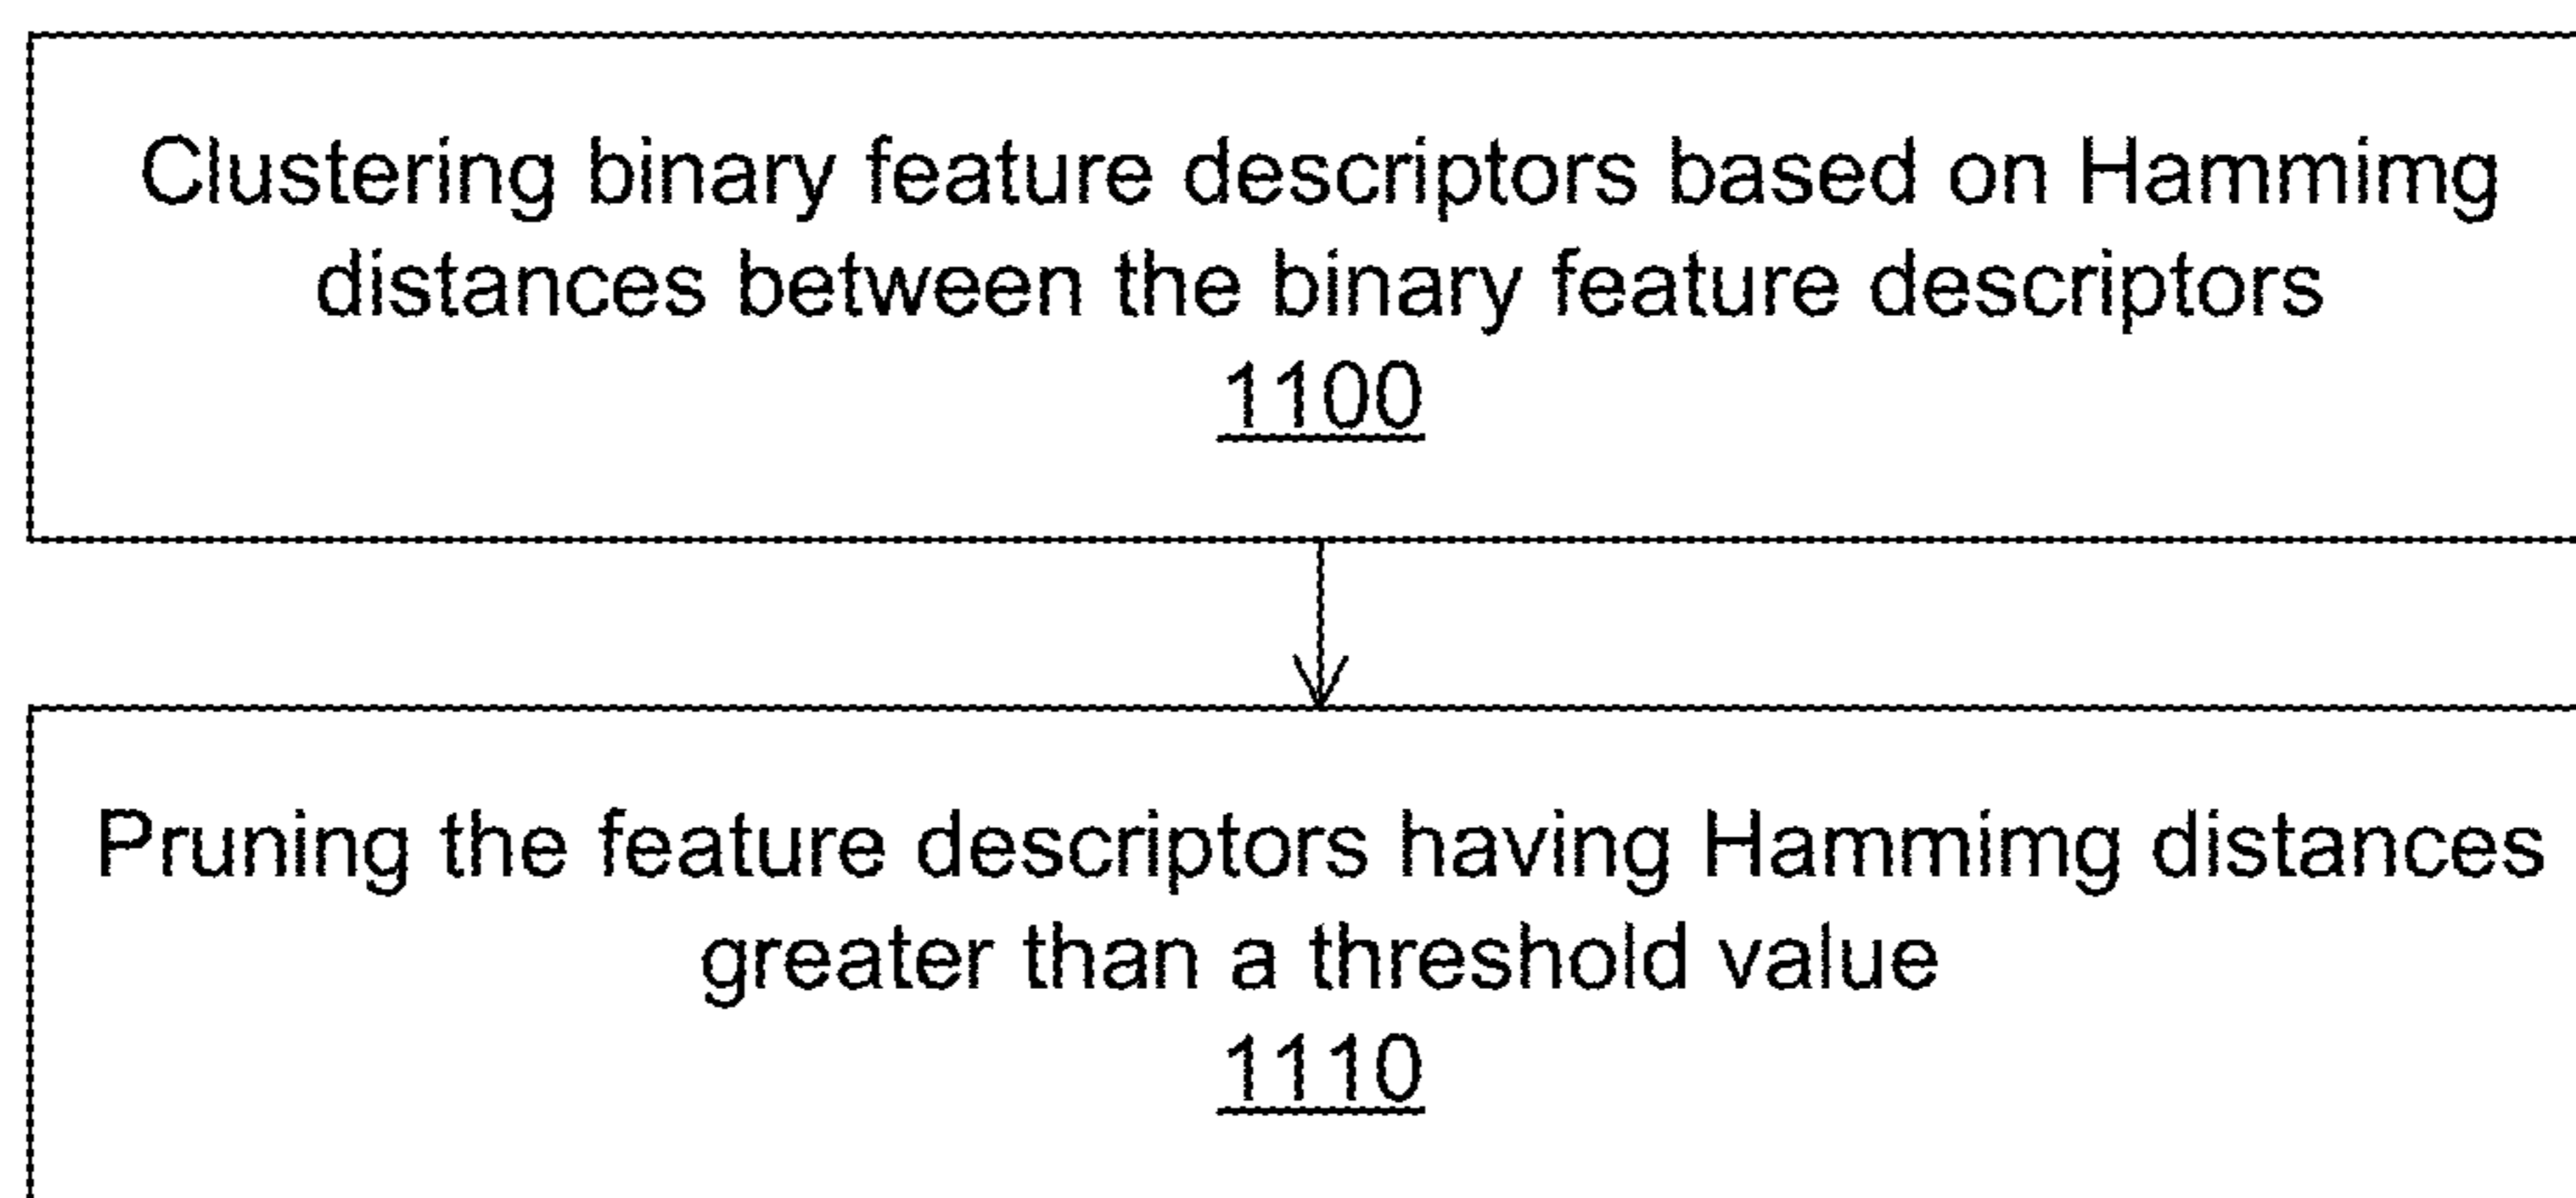 Clustering binary feature descriptors based on Hammimg
distances between the binary feature descriptors
1100
Pruning the feature descriptors having Hammimg distances
greater than a threshold value
1110